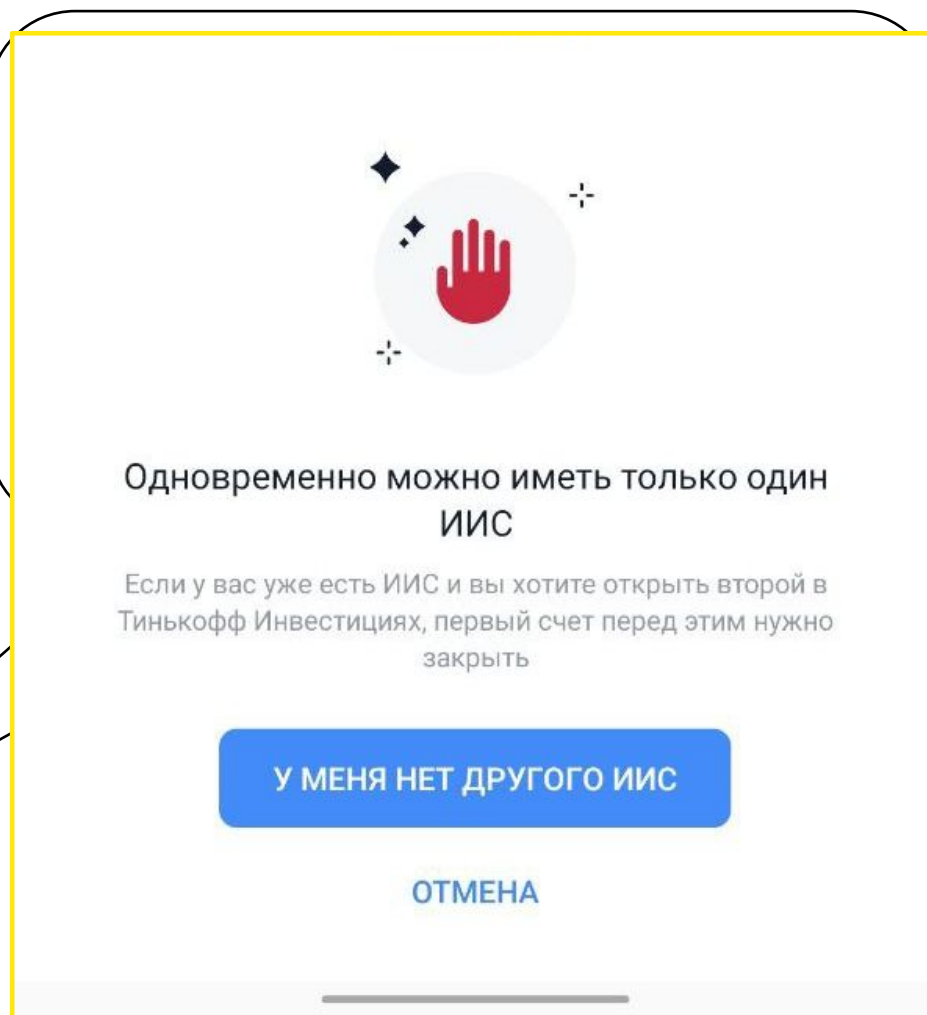 Одновременно можно иметь только один
ИИС
Если у вас уже есть ИИС и вы хотите открыть второй в
Тинькофф Инвестициях, первый счет перед этим нужно
закрыть
У МЕНЯ НЕТ ДРУГОГО ИИС
ОТМЕНА